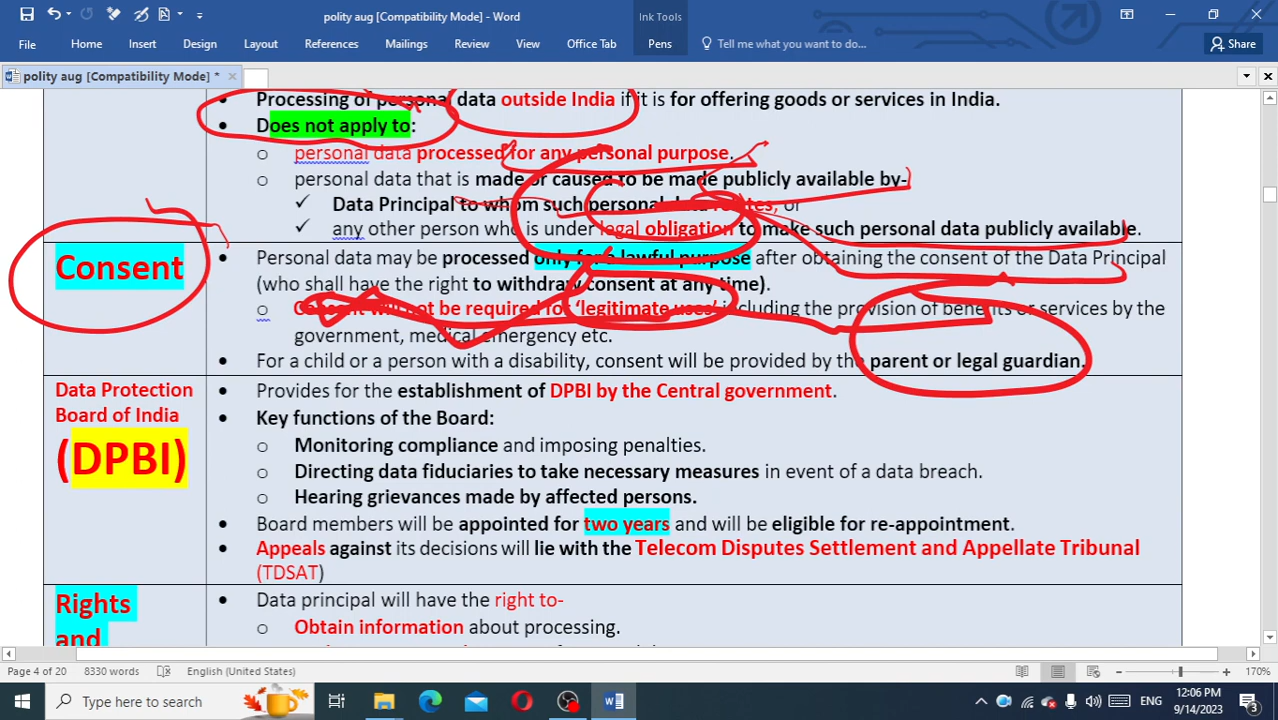 polity aug [Compatibility Mode] - Word
Ink Tools
File Home Insert Design Layout References Mailings Review View Office Tab Pens Tell me what you want to do... Share
polity aug [Compatibility Mode] *
• Processing of personal data outside India if it is for offering goods or services in India.
• Does not apply to:
o personal data processed for any personal purpose.
o personal data that is made or caused to be made publicly available by-
✓ Data Principal to whom such personal data relates, or
✓ any other person who is under legal obligation to make such personal data publicly available.
Consent
• Personal data may be processed only for a lawful purpose after obtaining the consent of the Data Principal
(who shall have the right to withdraw consent at any time).
o Consent will not be required for ‘legitimate uses’ including the provision of benefits or services by the
government, medical emergency etc.
• For a child or a person with a disability, consent will be provided by the parent or legal guardian.
Data Protection
Board of India
(DPBI)
• Provides for the establishment of DPBI by the Central government.
• Key functions of the Board:
o Monitoring compliance and imposing penalties.
o Directing data fiduciaries to take necessary measures in event of a data breach.
o Hearing grievances made by affected persons.
• Board members will be appointed for two years and will be eligible for re-appointment.
• Appeals against its decisions will lie with the Telecom Disputes Settlement and Appellate Tribunal
(TDSAT)
Rights
and
• Data principal will have the right to-
o Obtain information about processing.
Page 4 of 20 8330 words English (United States) 170%
Type here to search
ENG
12:06 PM
9/14/2023
3